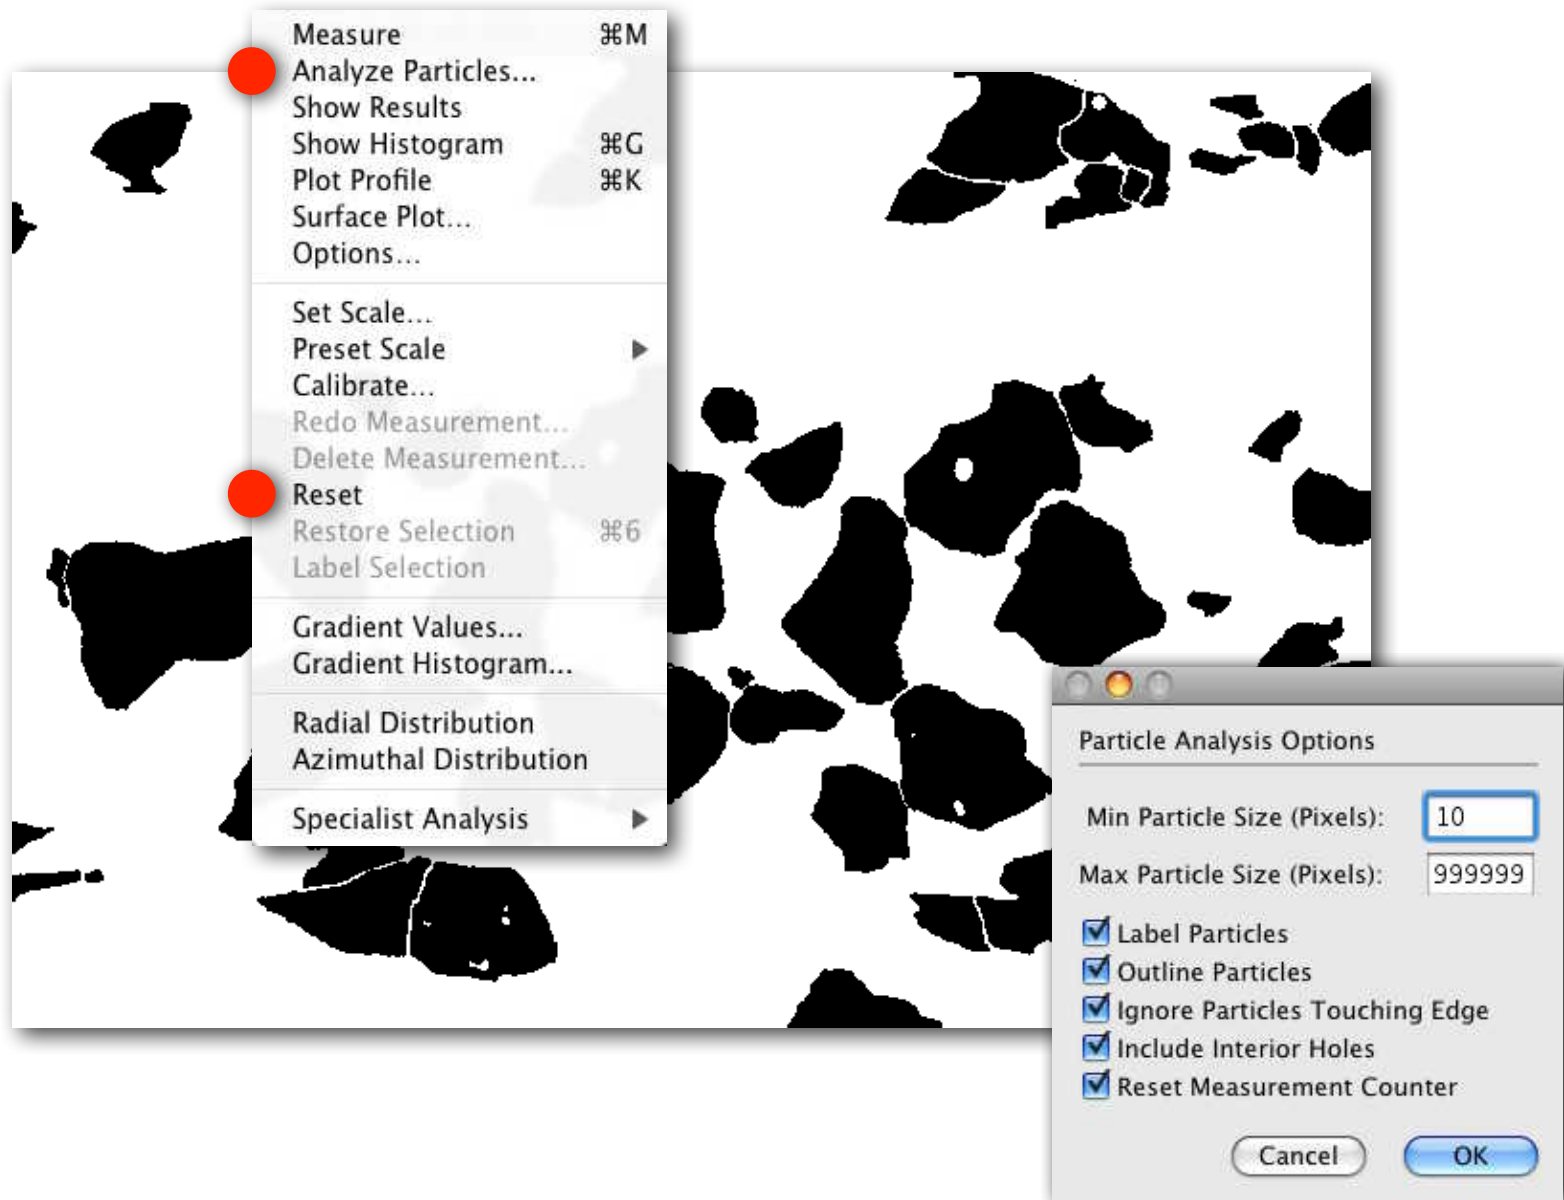 Measure ⌘M
Analyze Particles...
Show Results
Show Histogram ⌘G
Plot Profile ⌘K
Surface Plot...
Options...
Set Scale...
Preset Scale
Calibrate...
Redo Measurement...
Delete Measurement...
Reset
Restore Selection ⌘6
Label Selection
Gradient Values...
Gradient Histogram...
Radial Distribution
Azimuthal Distribution
Specialist Analysis
Particle Analysis Options
Min Particle Size (Pixels): 10
Max Particle Size (Pixels): 999999
Label Particles
Outline Particles
Ignore Particles Touching Edge
Include Interior Holes
Reset Measurement Counter
Cancel OK